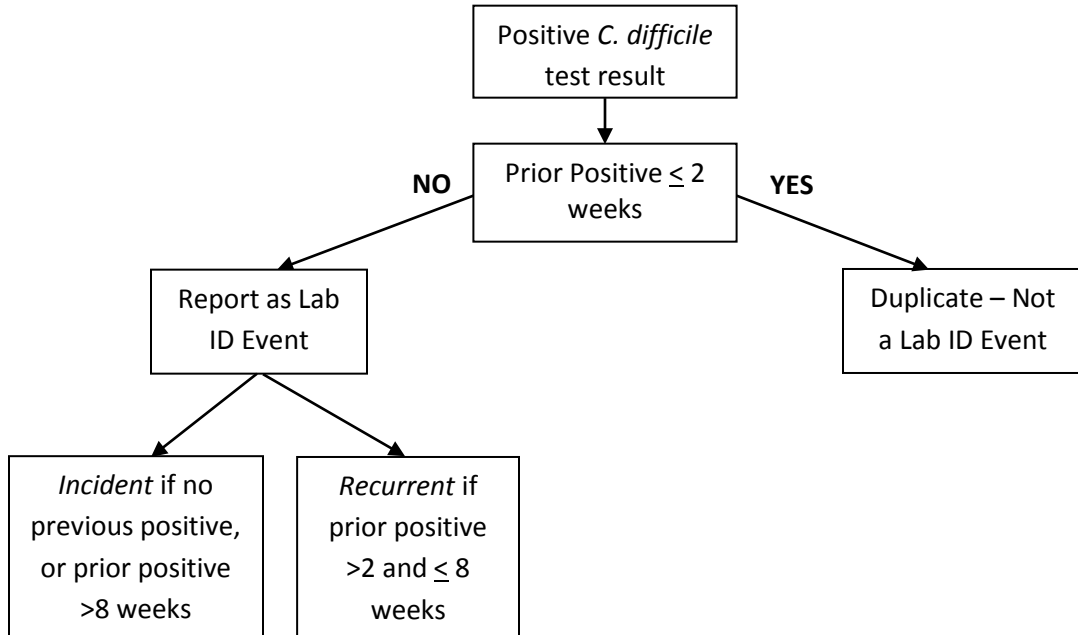 Positive C. difficile
test result
Prior Positive < 2
weeks
NO
YES
Report as Lab
ID Event
Duplicate – Not
a Lab ID Event
Incident if no
previous positive,
or prior positive
>8 weeks
Recurrent if
prior positive
>2 and < 8
weeks